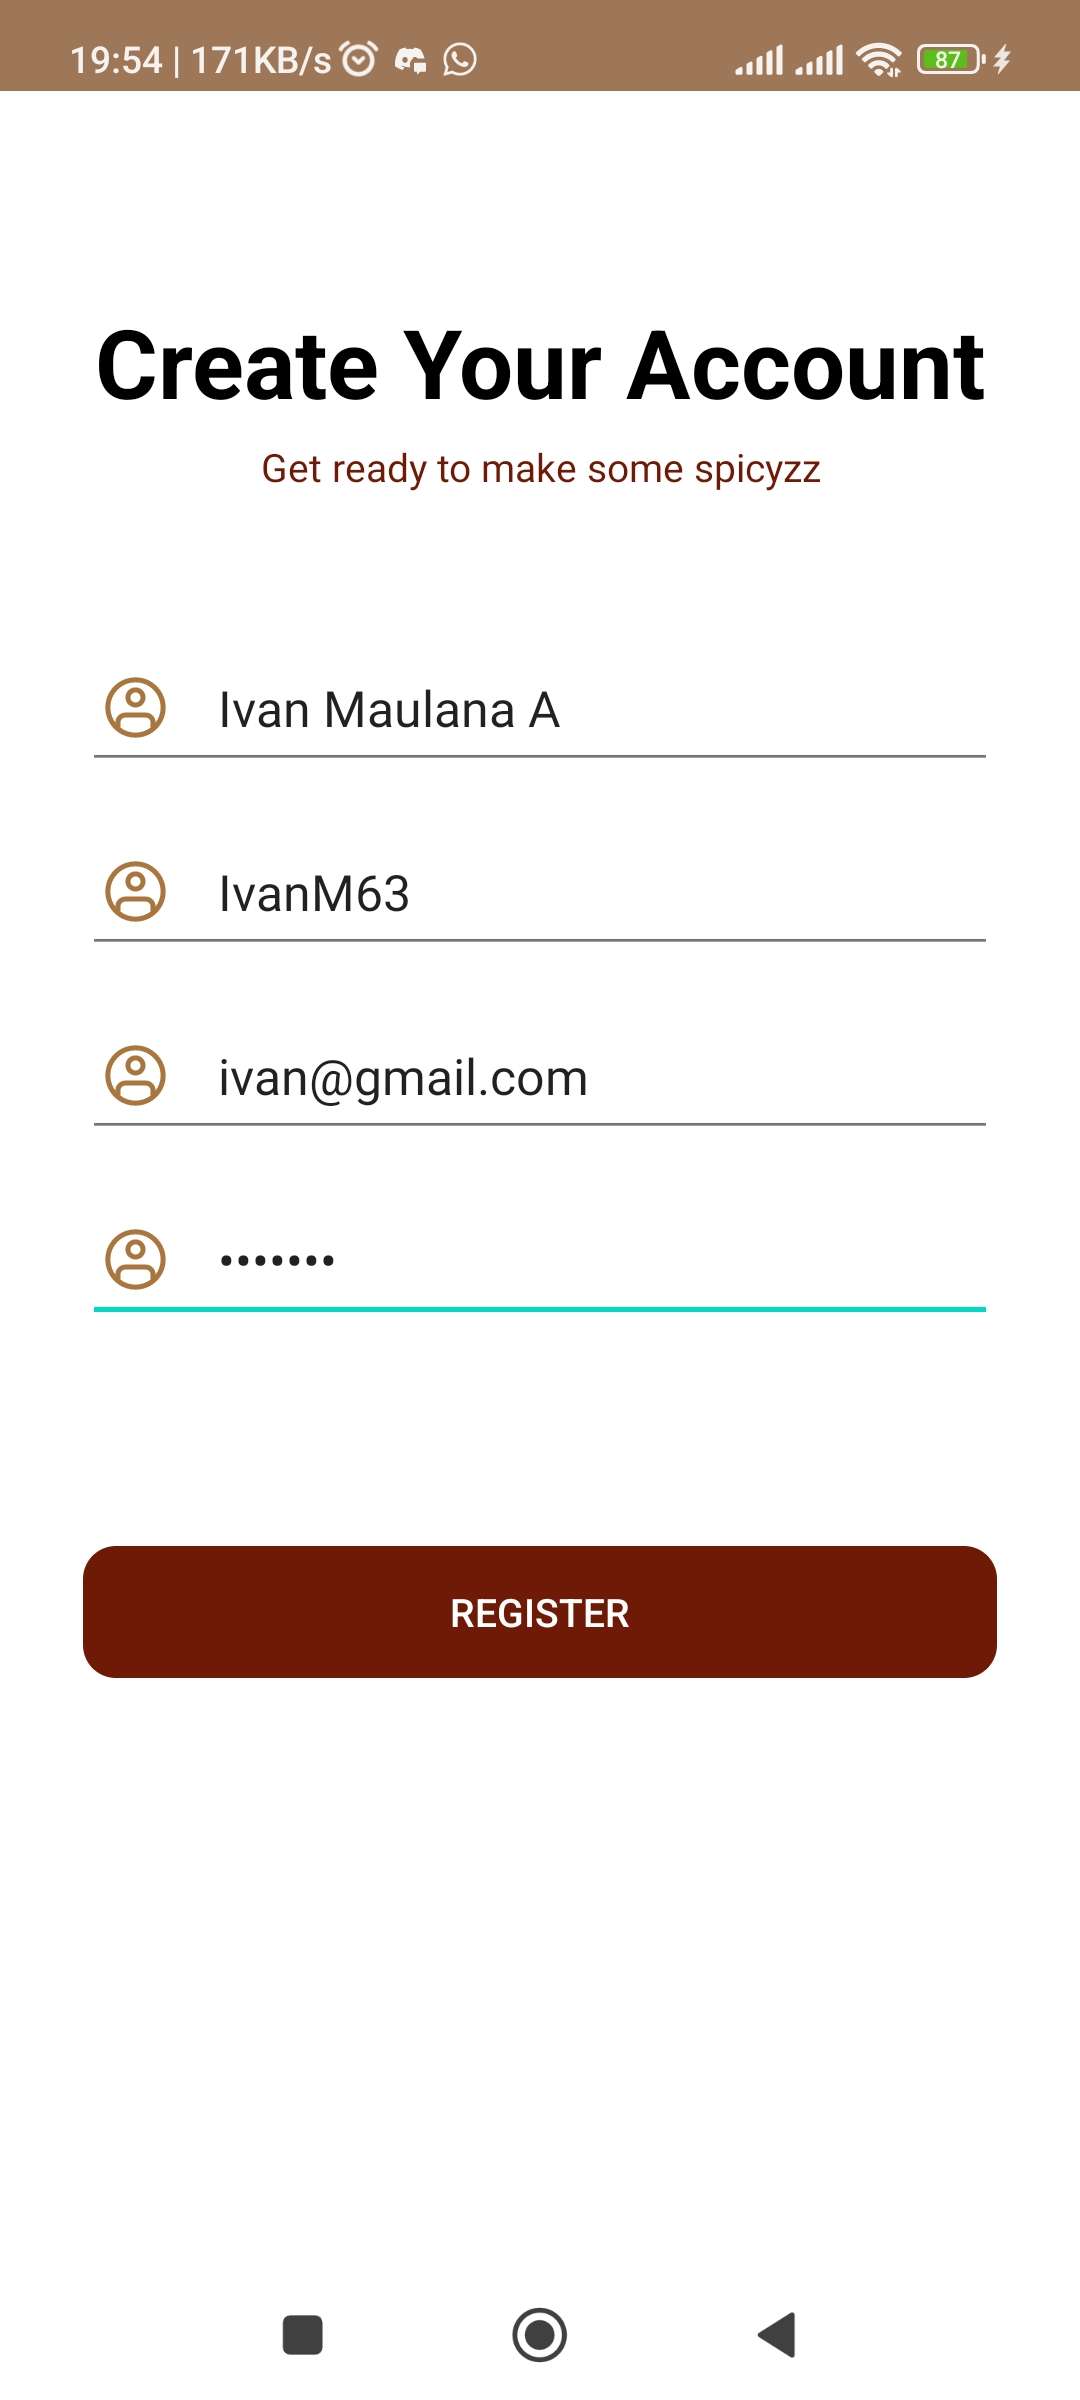 19:54 | 171KB/s
87
Create Your Account
Get ready to make some spicyzz
Ivan Maulana A
IvanM63
ivan@gmail.com
•••••••
REGISTER